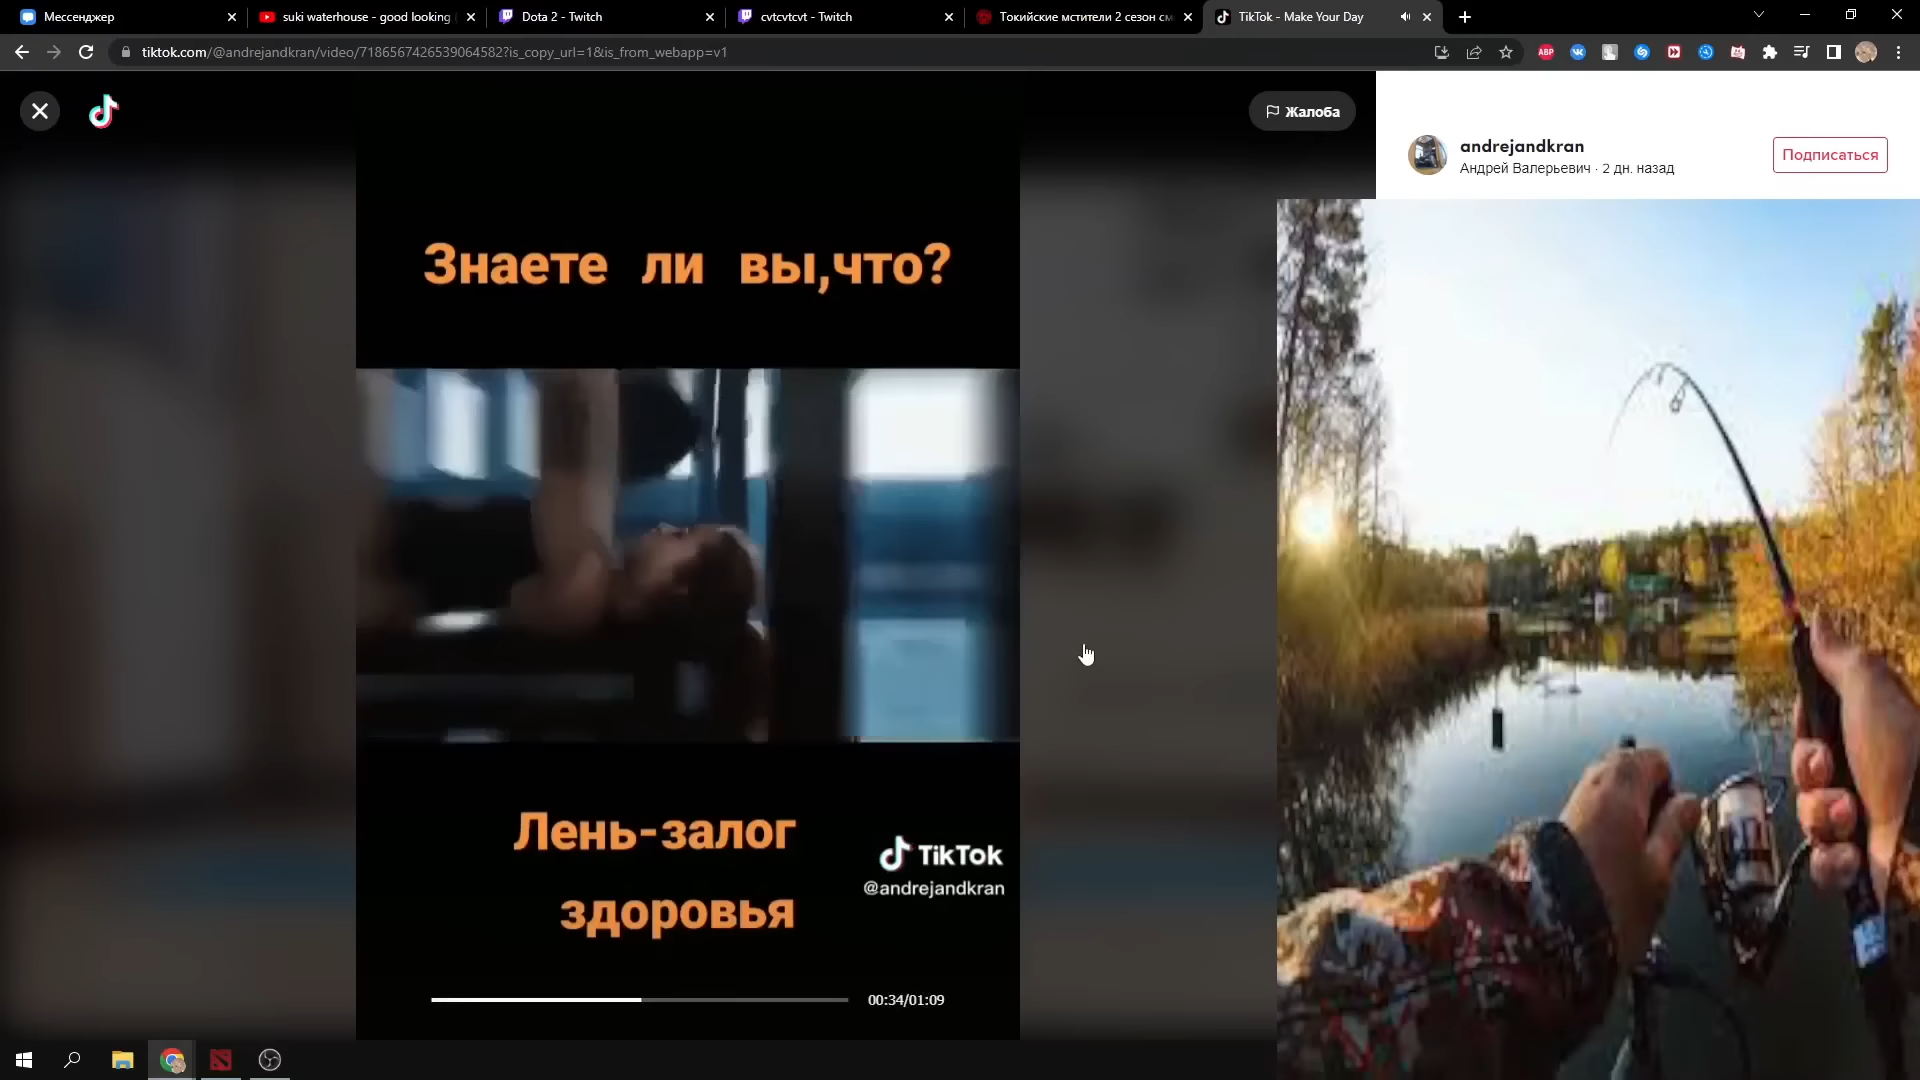 Мессенджер
suki waterhouse - good looking
Dota 2 - Twitch
cvtcvtcvt - Twitch
Токийские мстители 2 сезон см
TikTok - Make Your Day
tiktok.com/@andrejandkran/video/7186567426539064582?is_copy_url=1&is_from_webapp=v1
ABP
Жалоба
andrejandkran
Андрей Валерьевич · 2 дн. назад
Подписаться
Знаете ли вы,что?
Лень-залог
здоровья
TikTok
@andrejandkran
00:34/01:09